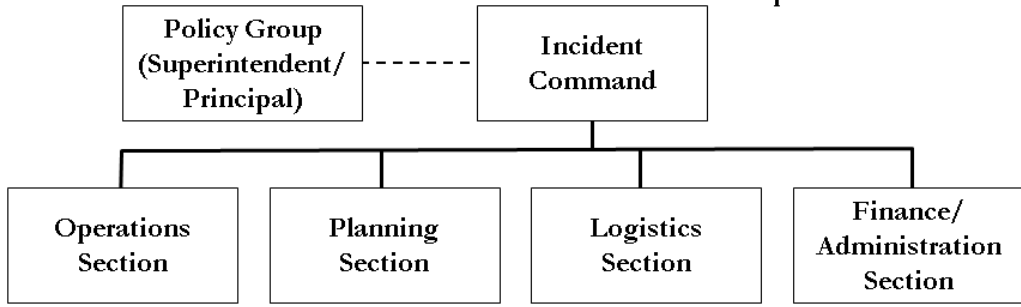 Policy Group
(Superintendent/
Principal)
Incident
Command
Operations
Section
Planning
Section
Logistics
Section
Finance/
Administration
Section